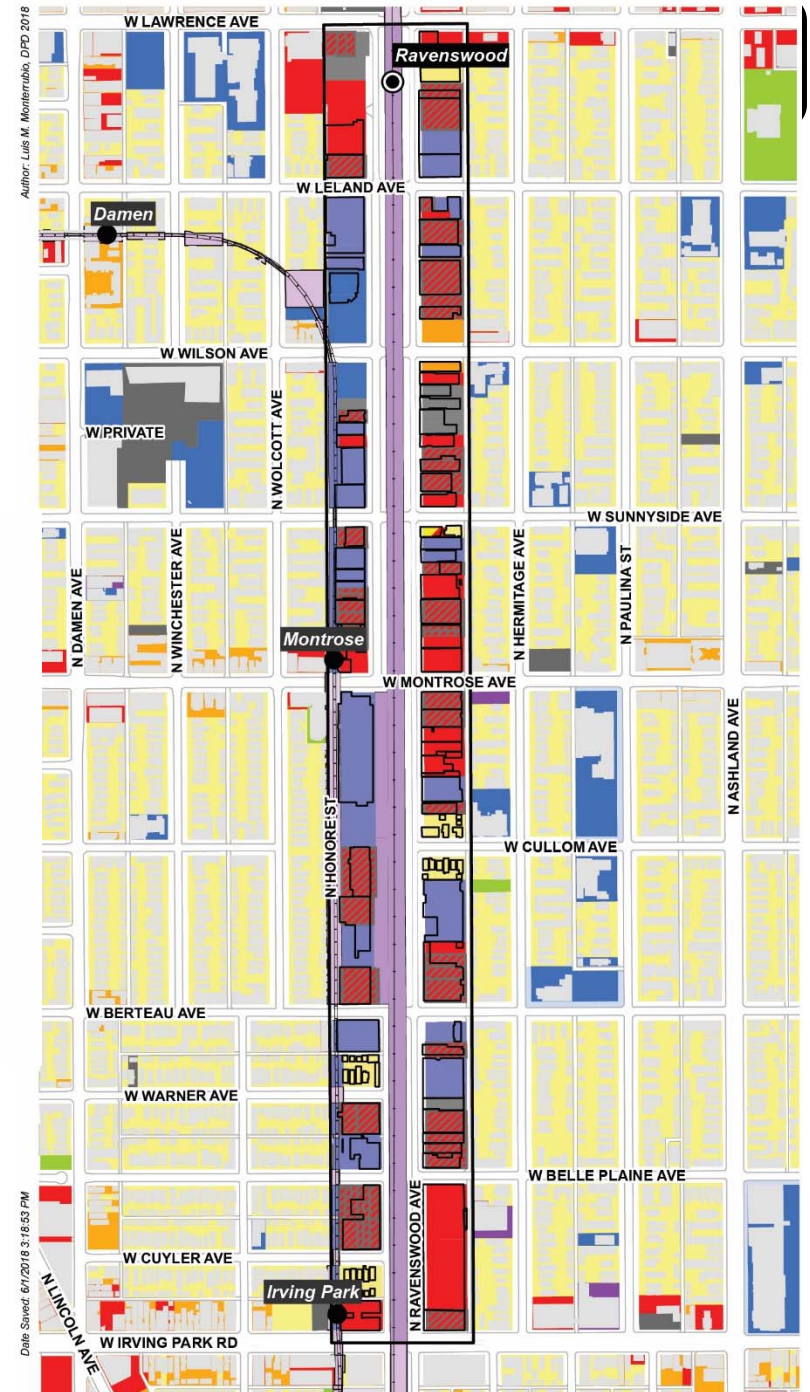 W LAWRENCE AVE
Author: Luis M. Monterrubio, DPD 2018
Ravenswood
W LELAND AVE
Damen
W WILSON AVE
N WOLCOTT AVE
W PRIVATE
W SUNNYSIDE AVE
N DAMEN AVE
N WINCHESTER AVE
N HERMITAGE AVE
N PAULINA ST
Montrose
W MONTROSE AVE
N ASHLAND AVE
N HONORE ST
W CULLOM AVE
W BERTEAU AVE
W WARNER AVE
W BELLE PLAINE AVE
N RAVENSWOOD AVE
Date Saved: 6/1/2018 3:18:53 PM
W CUYLER AVE
N LINCOLN AVE
Irving Park
W IRVING PARK RD